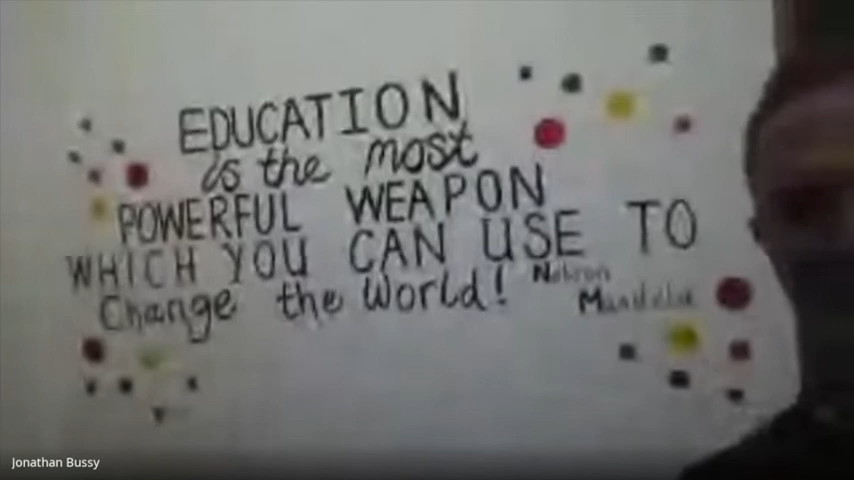 EDUCATION
is the most
POWERFUL WEAPON
WHICH YOU CAN USE TO
Change the World!
Nelson
Mandela
Jonathan Bussy